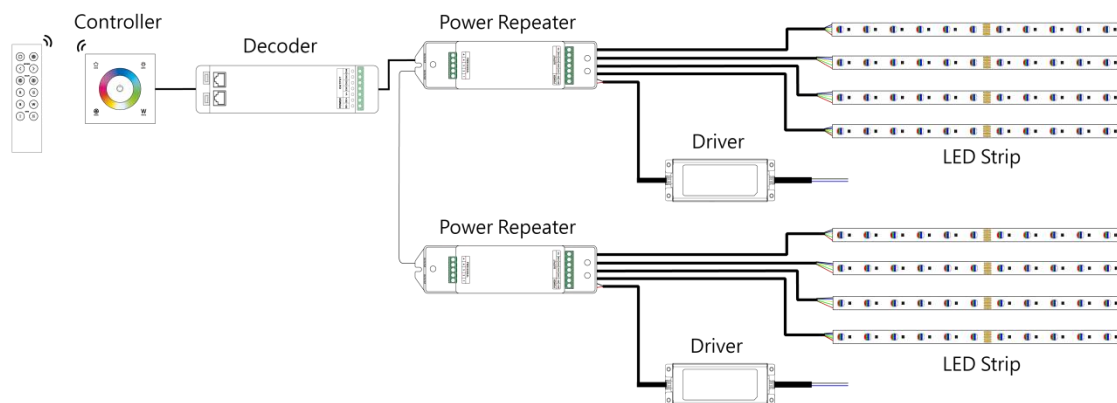 Controller
Decoder
Power Repeater
Driver
LED Strip
Power Repeater
Driver
LED Strip